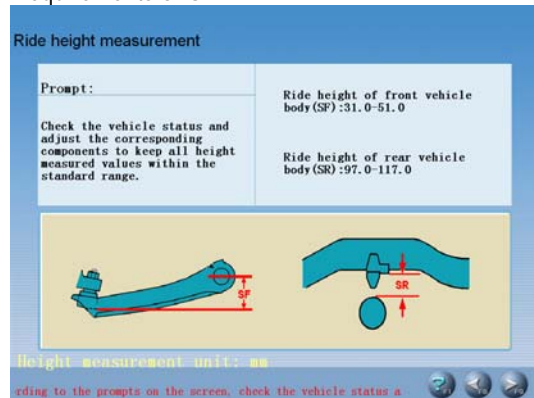 Ride height measurement
Prompt:
Check the vehicle status and
adjust the corresponding
components to keep all height
measured values within the
standard range.
Ride height of front vehicle
body(SF):31.0-51.0
Ride height of rear vehicle
body(SR):97.0-117.0
SF
SR
Height measurement unit: mm
rding to the prompts on the screen, check the vehicle status a